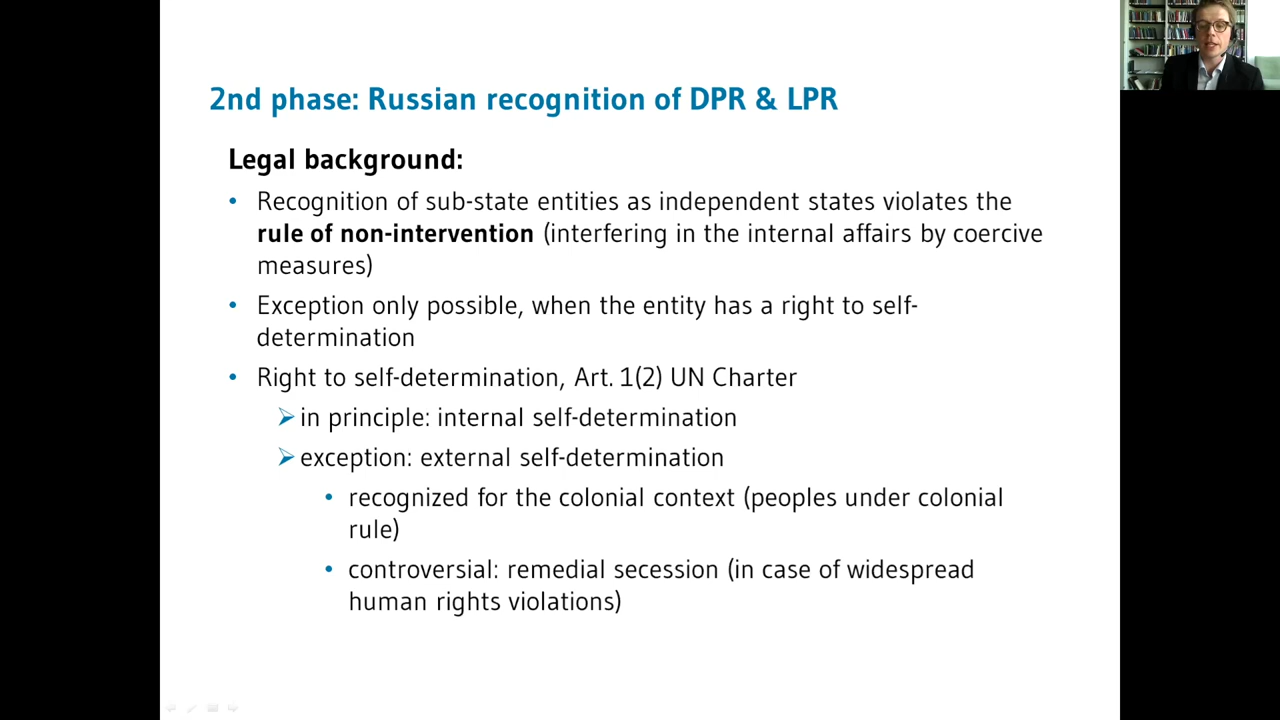 2nd phase: Russian recognition of DPR & LPR
Legal background:
• Recognition of sub-state entities as independent states violates the
rule of non-intervention (interfering in the internal affairs by coercive
measures)
• Exception only possible, when the entity has a right to self-
determination
• Right to self-determination, Art. 1(2) UN Charter
➢ in principle: internal self-determination
➢ exception: external self-determination
• recognized for the colonial context (peoples under colonial
rule)
• controversial: remedial secession (in case of widespread
human rights violations)